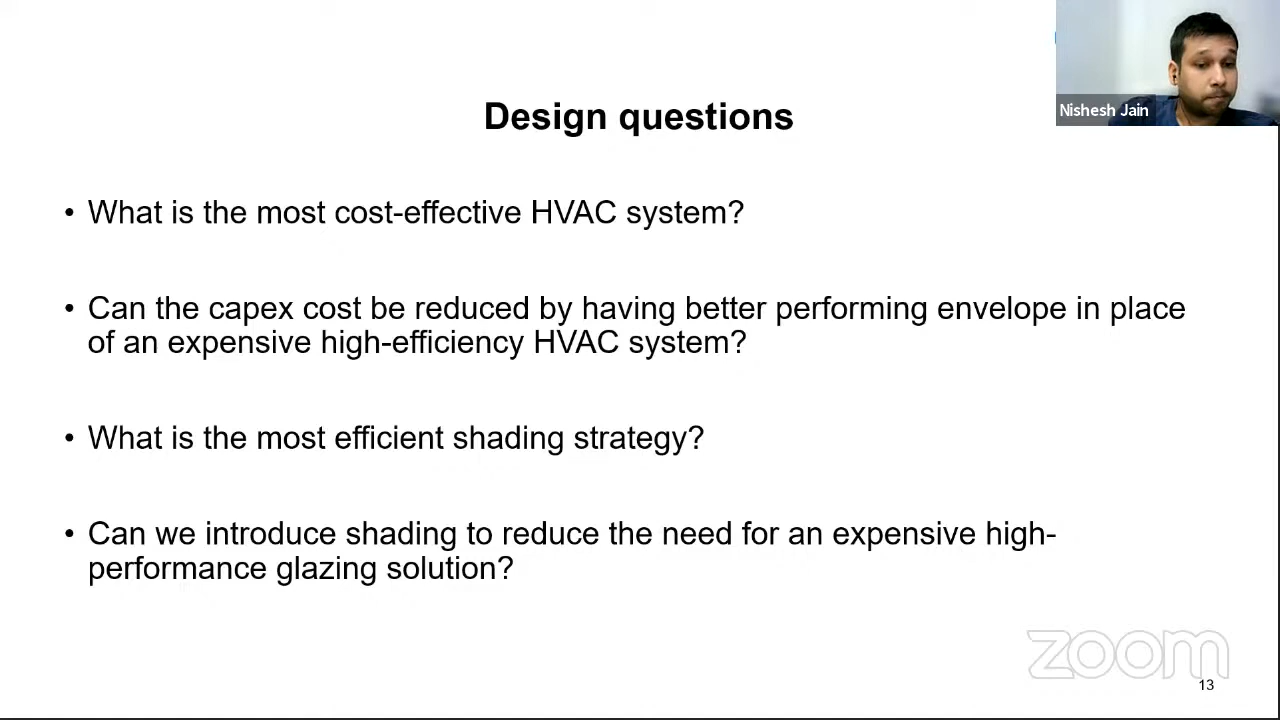 Nishesh Jain
Design questions
• What is the most cost-effective HVAC system?
• Can the capex cost be reduced by having better performing envelope in place
of an expensive high-efficiency HVAC system?
• What is the most efficient shading strategy?
• Can we introduce shading to reduce the need for an expensive high-
performance glazing solution?
zoom
13